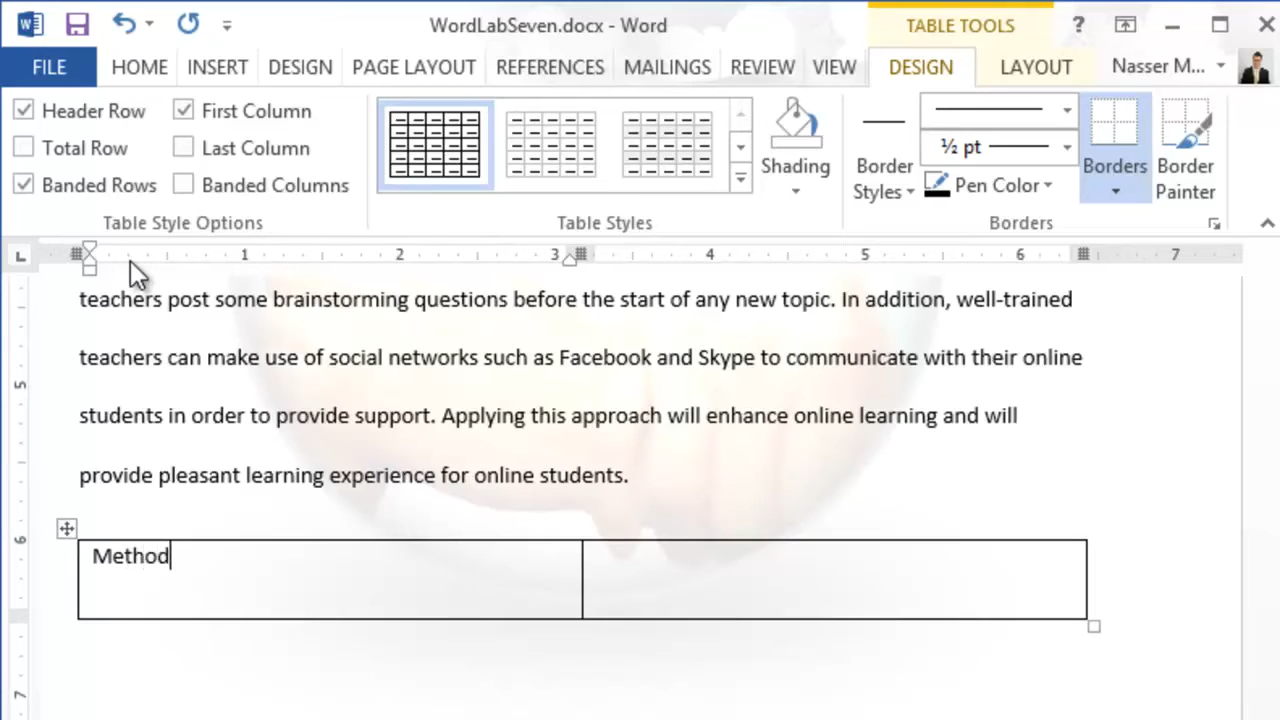 WordLabSeven.docx - Word
TABLE TOOLS
?
FILE HOME INSERT DESIGN PAGE LAYOUT REFERENCES MAILINGS REVIEW VIEW DESIGN LAYOUT Nasser M...
Header Row First Column
Total Row Last Column
Banded Rows Banded Columns
Table Style Options
Table Styles
Shading
Border Styles
½ pt
Pen Color
Borders
Border Painter
Borders
1 2 3 4 5 6 7
teachers post some brainstorming questions before the start of any new topic. In addition, well-trained
teachers can make use of social networks such as Facebook and Skype to communicate with their online
students in order to provide support. Applying this approach will enhance online learning and will
provide pleasant learning experience for online students.
Method
5
6
7